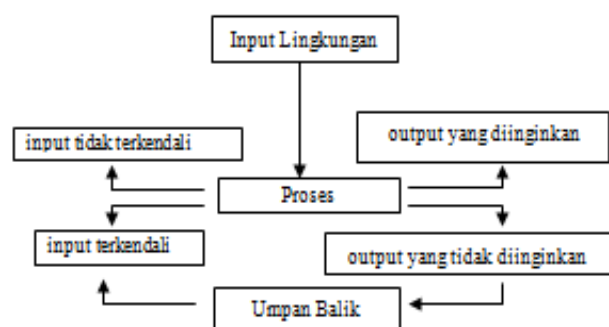 Input Lingkungan
input tidak terkendali
output yang diinginkan
Proses
input terkendali
output yang tidak diinginkan
Umpan Balik